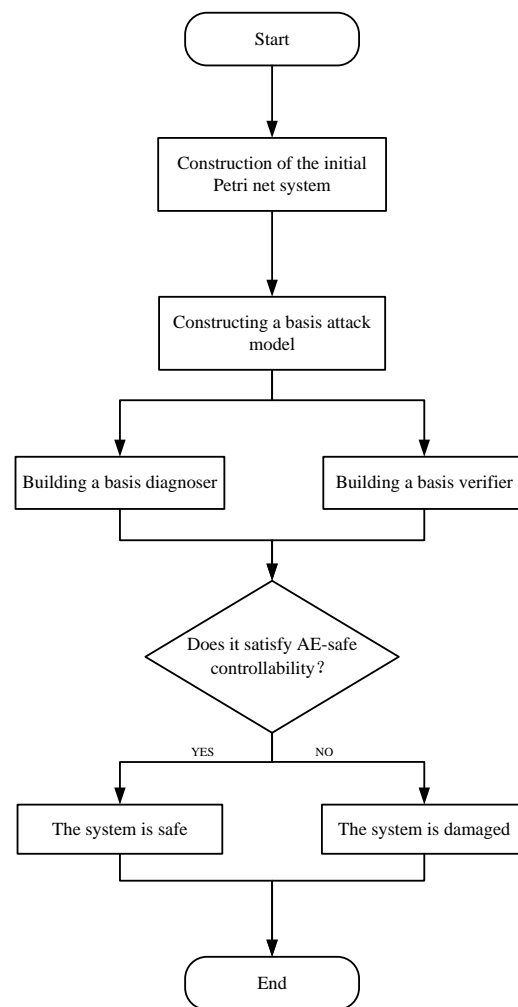 Start
Construction of the initial
Petri net system
Constructing a basis attack
model
Building a basis diagnoser
Building a basis verifier
Does it satisfy AE-safe
controllability？
YES
NO
The system is safe
The system is damaged
End